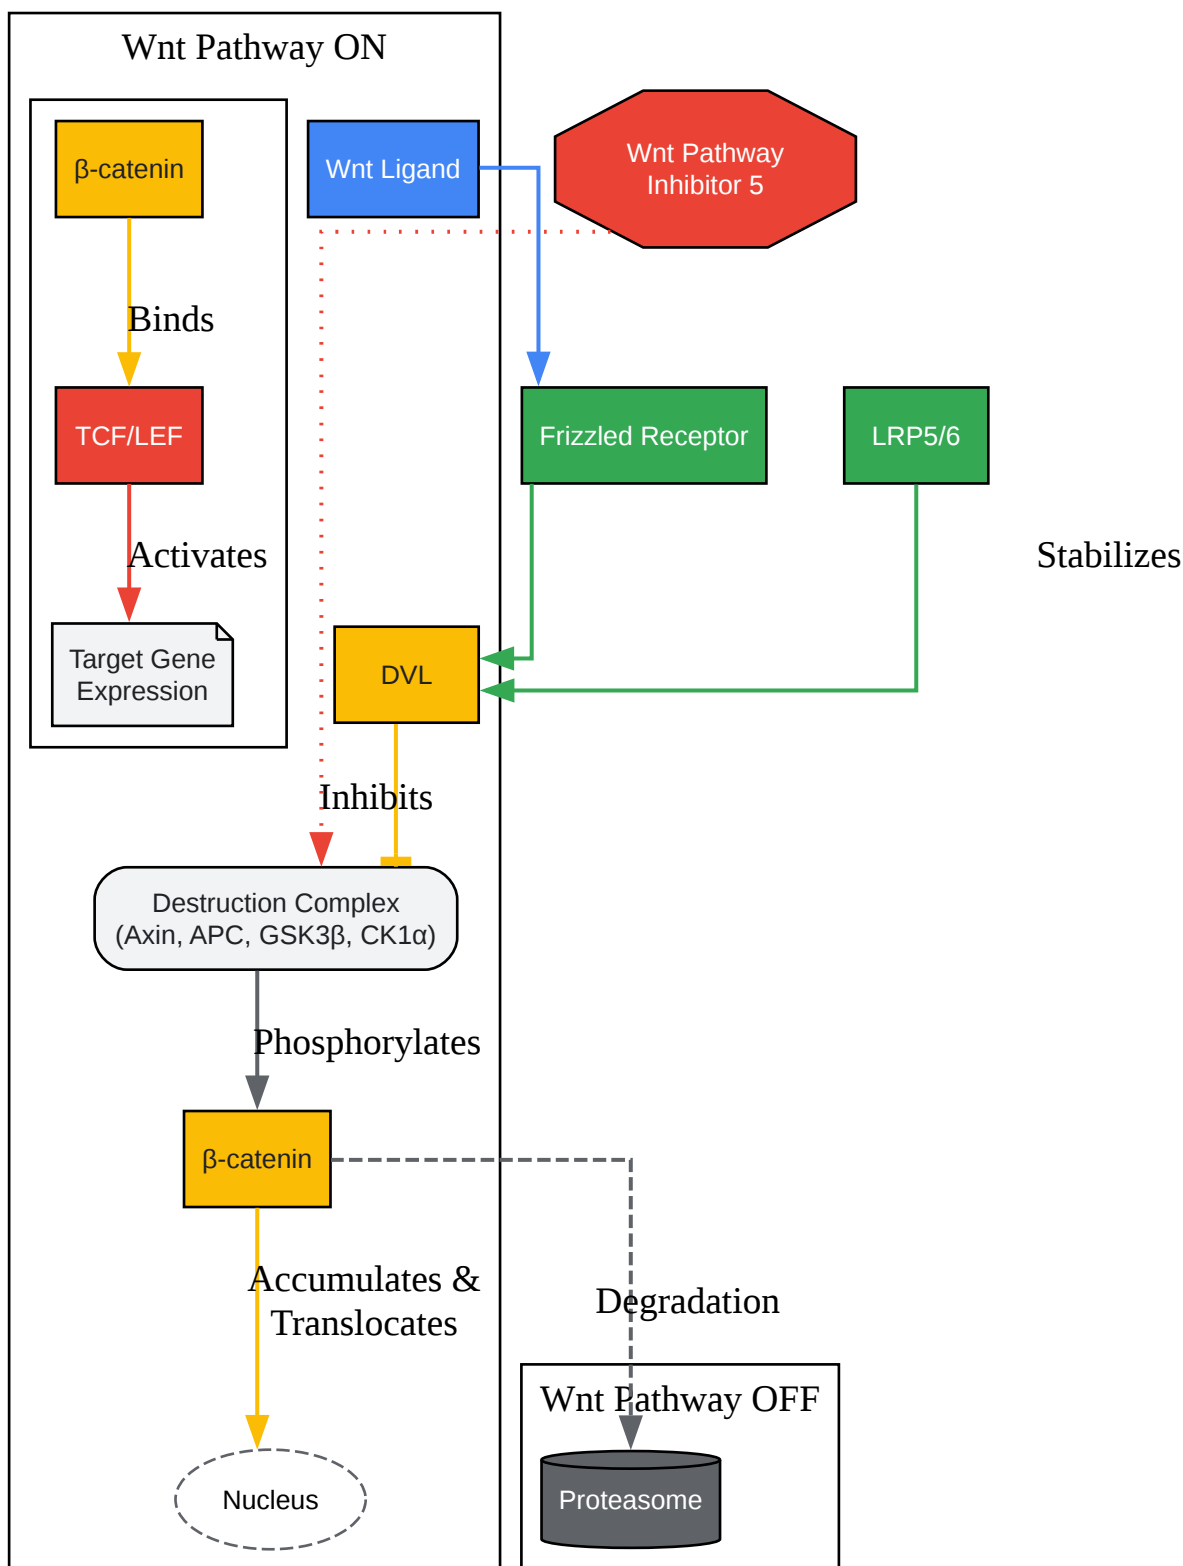 Wnt Pathway ON
β-catenin
Wnt Ligand
Wnt Pathway
Inhibitor 5
Binds
TCF/LEF
Frizzled Receptor
LRP5/6
Activates
Stabilizes
Target Gene
Expression
DVL
Inhibits
Destruction Complex
(Axin, APC, GSK3β, CK1α)
Phosphorylates
β-catenin
Accumulates &
Translocates
Degradation
Wnt Pathway OFF
Nucleus
Proteasome